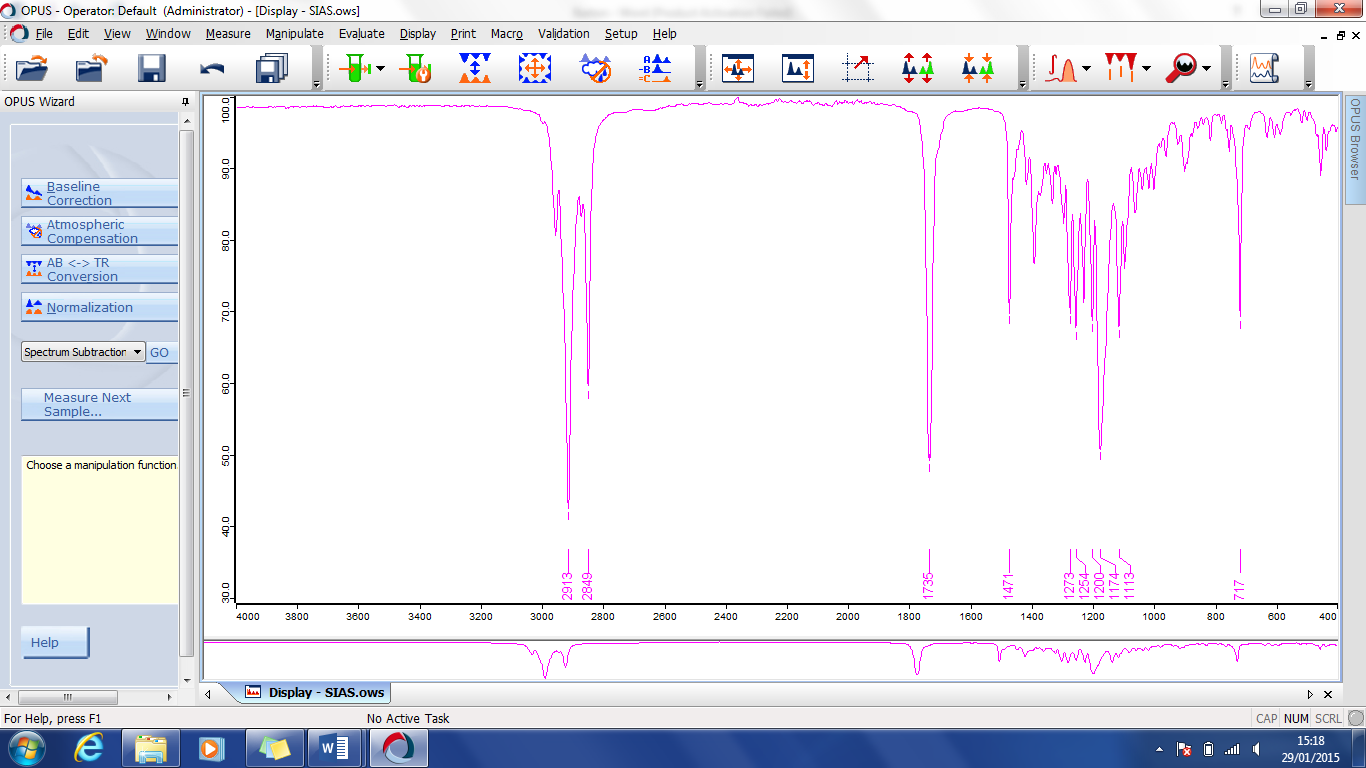 OPUS - Operator: Default (Administrator) - [Display - SIAS.ows]
File Edit View Window Measure Manipulate Evaluate Display Print Macro Validation Setup Help
OPUS Wizard
Baseline
Correction
Atmospheric
Compensation
AB <-> TR
Conversion
Normalization
Spectrum Subtraction GO
Measure Next
Sample...
Choose a manipulation function
Help
100.0
90.0
80.0
70.0
60.0
50.0
40.0
30.0
2913
2849
1735
1471
1273
1254
1200
1174
1113
717
4000 3800 3600 3400 3200 3000 2800 2600 2400 2200 2000 1800 1600 1400 1200 1000 800 600 400
OPUS Browser
Display - SIAS.ows
For Help, press F1 No Active Task CAP NUM SCRL
15:18
29/01/2015